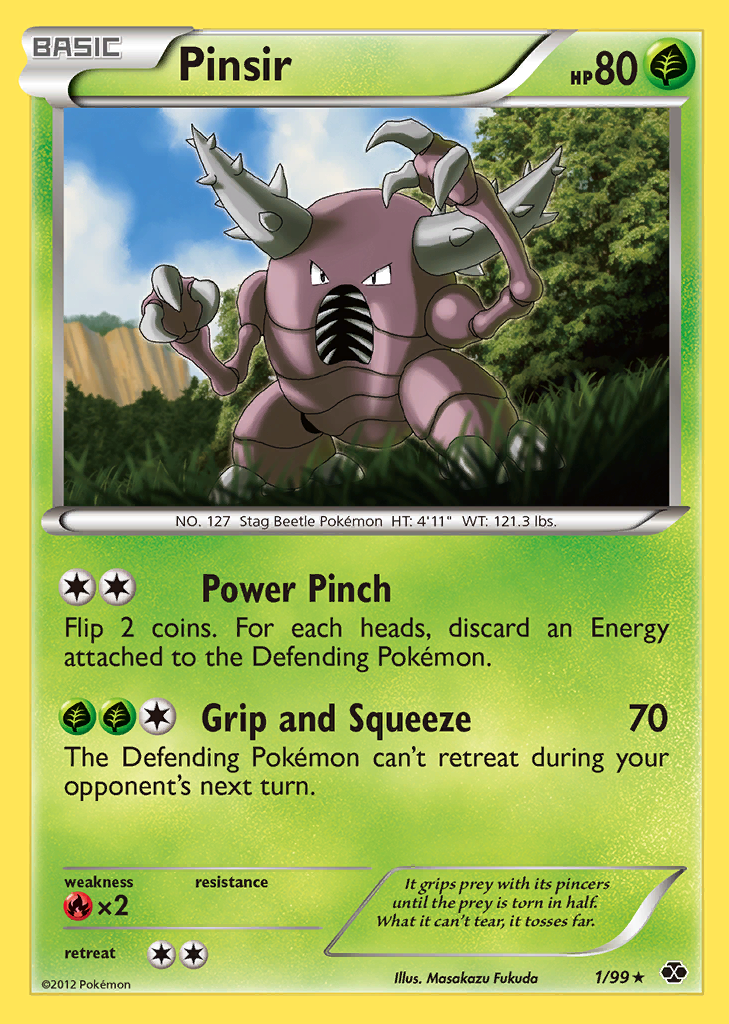 BASIC
Pinsir
HP80
NO. 127 Stag Beetle Pokémon HT: 4'11" WT: 121.3 lbs.
Power Pinch
Flip 2 coins. For each heads, discard an Energy
attached to the Defending Pokémon.
Grip and Squeeze 70
The Defending Pokémon can't retreat during your
opponent's next turn.
weakness
resistance
×2
retreat
It grips prey with its pincers
until the prey is torn in half.
What it can't tear, it tosses far.
©2012 Pokémon
Illus. Masakazu Fukuda
1/99★